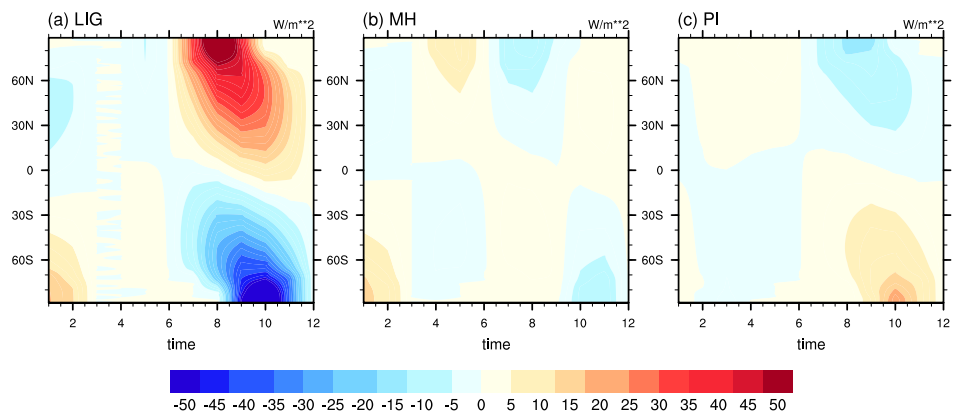 (a) LIG W/m**2 (b) MH W/m**2 (c) PI W/m**2
60N 60N 60N
30N 30N 30N
0 0 0
30S 30S 30S
60S 60S 60S
2 4 6 8 10 12 2 4 6 8 10 12 2 4 6 8 10 12
time time time
-50 -45 -40 -35 -30 -25 -20 -15 -10 -5 0 5 10 15 20 25 30 35 40 45 50